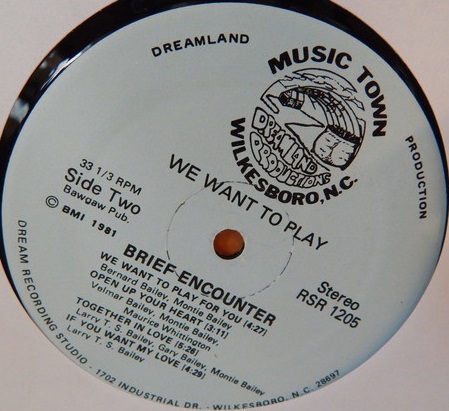 DREAMLAND
PRODUCTION
MUSIC TOWN
DREAMLAND
PRODUCTIONS
WILKESBORO, N.C.
WE WANT TO PLAY
33 1/3 RPM
Side Two
Bawgaw Pub.
© BMI 1981
Stereo
RSR 1205
BRIEF ENCOUNTER
WE WANT TO PLAY FOR YOU (4:27)
Bernard Bailey, Montie Bailey
OPEN UP YOUR HEART (3:11)
Velmar Bailey, Montie Bailey,
Maurice Whittington
TOGETHER IN LOVE (5:26)
Larry T. S. Bailey, Gary Bailey, Montie Bailey
IF YOU WANT MY LOVE (4:29)
Larry T. S. Bailey
DREAM RECORDING STUDIO - 1702 INDUSTRIAL DR. - WILKESBORO, N.C. 28697